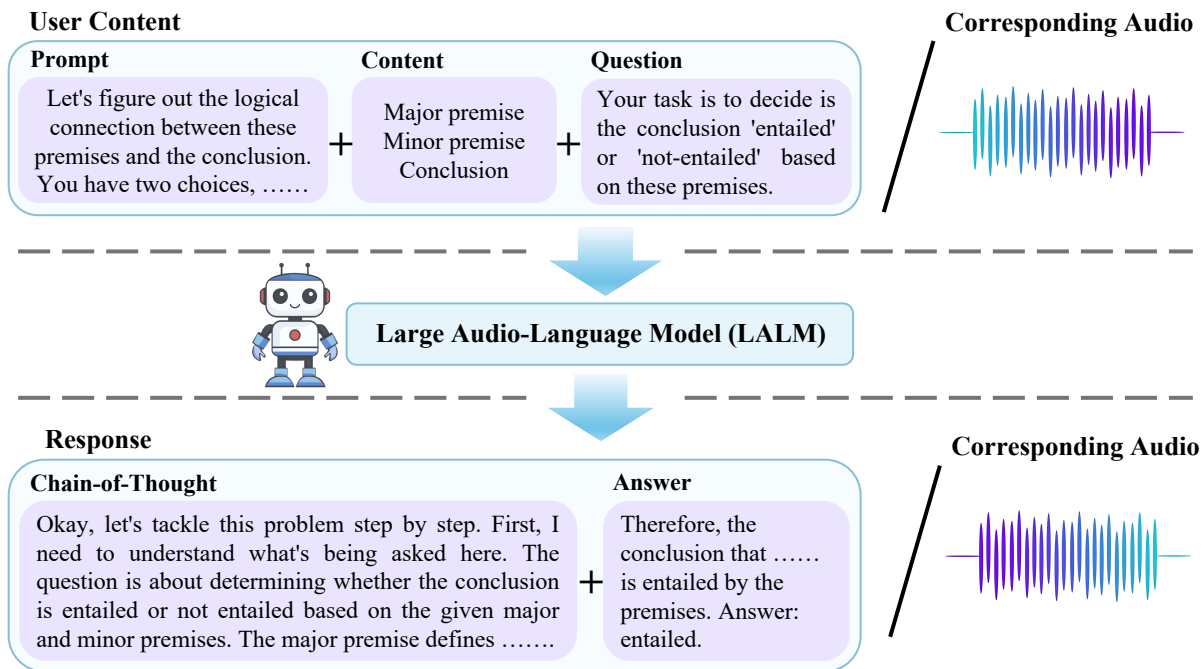 User Content
Corresponding Audio
Prompt
Let's figure out the logical
connection between these
premises and the conclusion.
You have two choices, ……
+
Content
Major premise
Minor premise
Conclusion
+
Question
Your task is to decide is
the conclusion 'entailed'
or 'not-entailed' based
on these premises.
Large Audio-Language Model (LALM)
Response
Corresponding Audio
Chain-of-Thought
Okay, let's tackle this problem step by step. First, I
need to understand what's being asked here. The
question is about determining whether the conclusion
is entailed or not entailed based on the given major
and minor premises. The major premise defines …….
+
Answer
Therefore, the
conclusion that ……
is entailed by the
premises. Answer:
entailed.